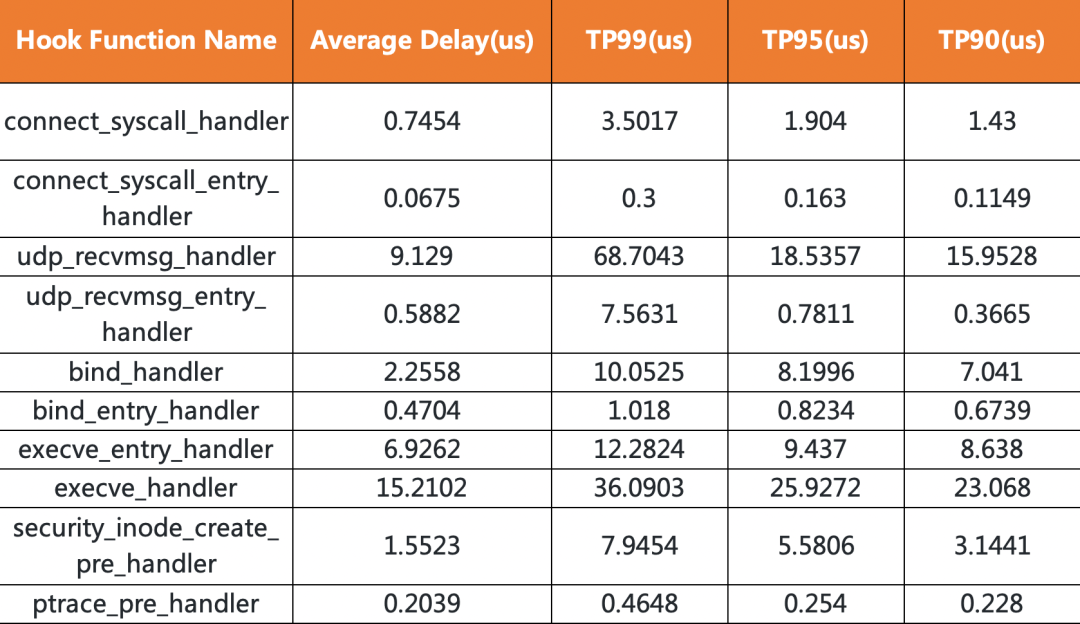 Hook Function Name Average Delay(us) TP99(us) TP95(us) TP90(us)
connect_syscall_handler 0.7454 3.5017 1.904 1.43
connect_syscall_entry_
handler 0.0675 0.3 0.163 0.1149
udp_recvmsg_handler 9.129 68.7043 18.5357 15.9528
udp_recvmsg_entry_
handler 0.5882 7.5631 0.7811 0.3665
bind_handler 2.2558 10.0525 8.1996 7.041
bind_entry_handler 0.4704 1.018 0.8234 0.6739
execve_entry_handler 6.9262 12.2824 9.437 8.638
execve_handler 15.2102 36.0903 25.9272 23.068
security_inode_create_
pre_handler 1.5523 7.9454 5.5806 3.1441
ptrace_pre_handler 0.2039 0.4648 0.254 0.228